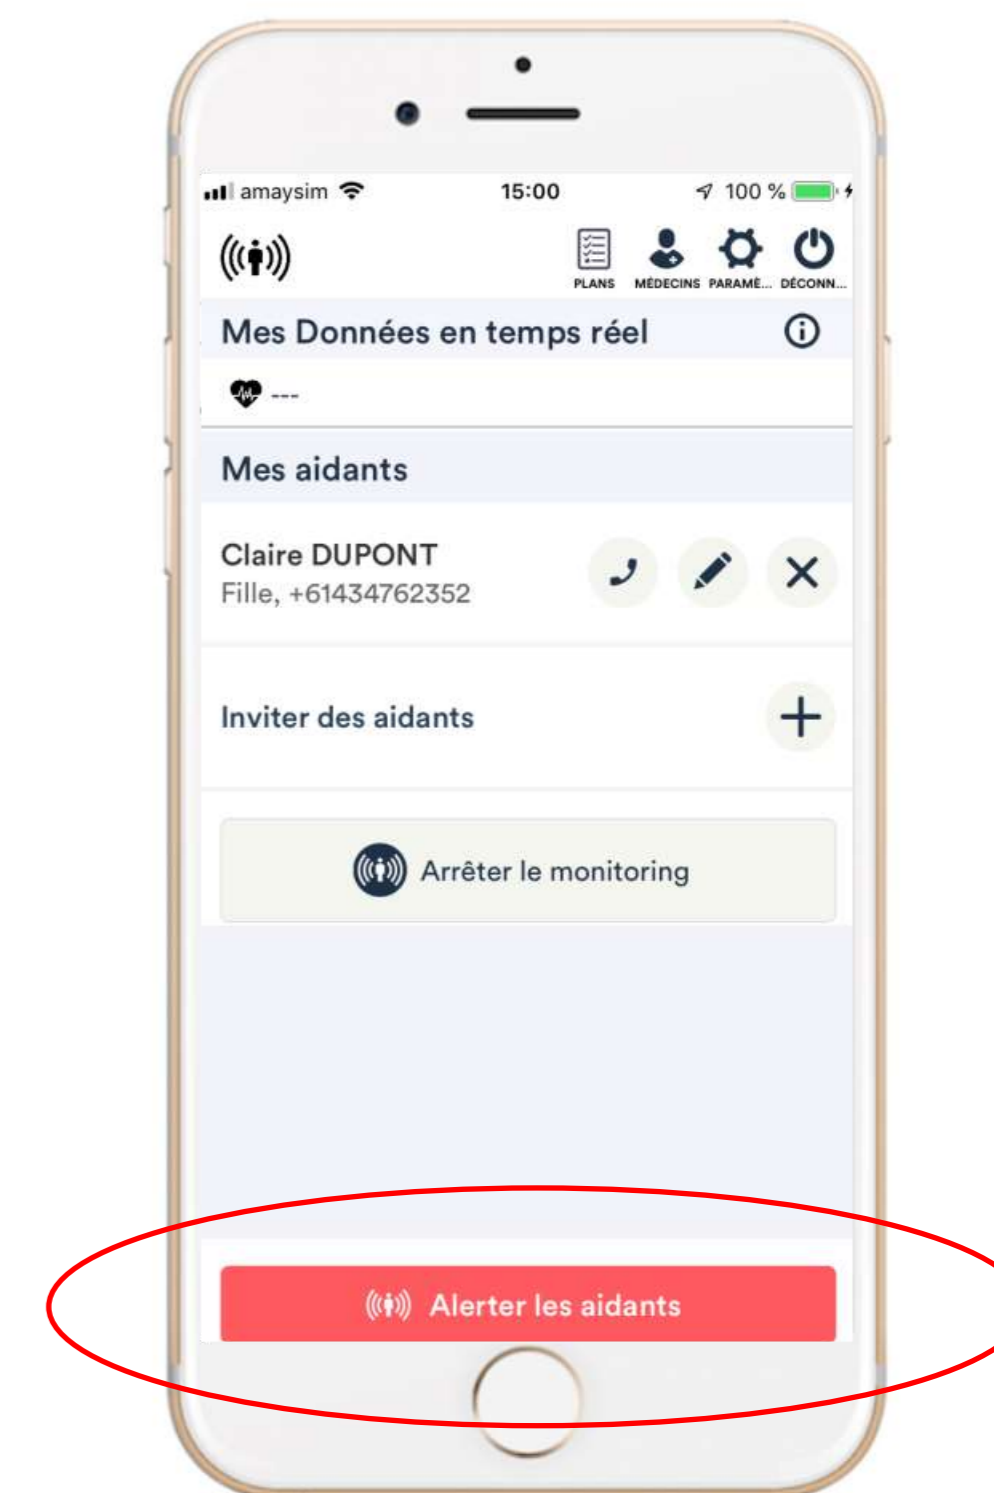 amaysim 15:00 100 %
PLANS MÉDECINS PARAMÈ... DÉCONN...
Mes Données en temps réel
---
Mes aidants
Claire DUPONT
Fille, +61434762352
Inviter des aidants
Arrêter le monitoring
Alerter les aidants